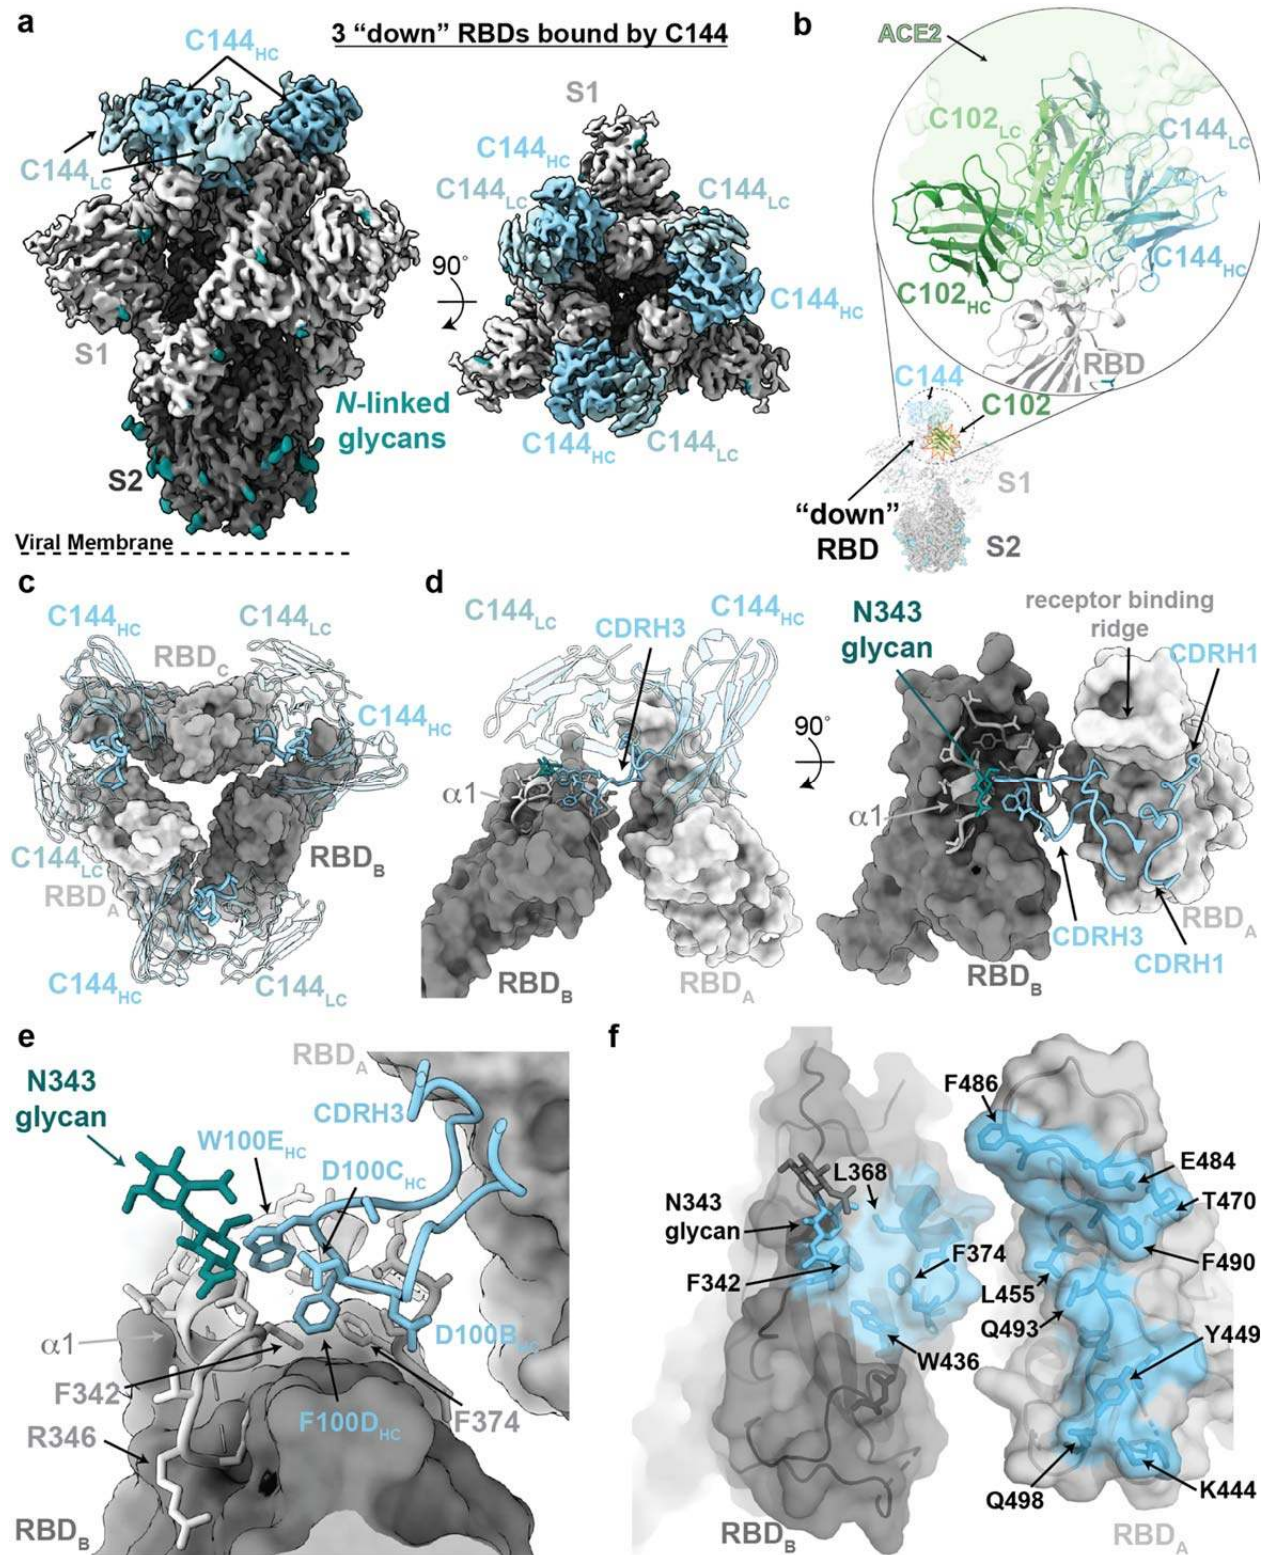 a
3 “down” RBDs bound by C144
C144HC
C144LC
S1
S2
N-linked
glycans
Viral Membrane
90°
S1
C144HC
C144LC
C144LC
C144HC
C144HC
C144LC
b
ACE2
C102LC
C144LC
C102HC
C144HC
RBD
C144
C102
S1
“down”
RBD
S2
c
C144HC
C144LC
RBDC
C144HC
C144LC
RBDA
RBDB
C144HC
C144LC
d
C144LC
C144HC
CDRH3
α1
RBDB
RBDA
90°
N343
glycan
receptor binding
ridge
CDRH1
α1
RBDA
CDRH3
CDRH1
RBDB
e
RBDA
N343
glycan
CDRH3
W100EHC
D100CHC
α1
D100B
F342
F100DHC
F374
R346
RBDB
f
F486
L368
E484
N343
glycan
T470
F374
F490
F342
L455
Q493
Y449
W436
Q498
K444
RBDB
RBDA